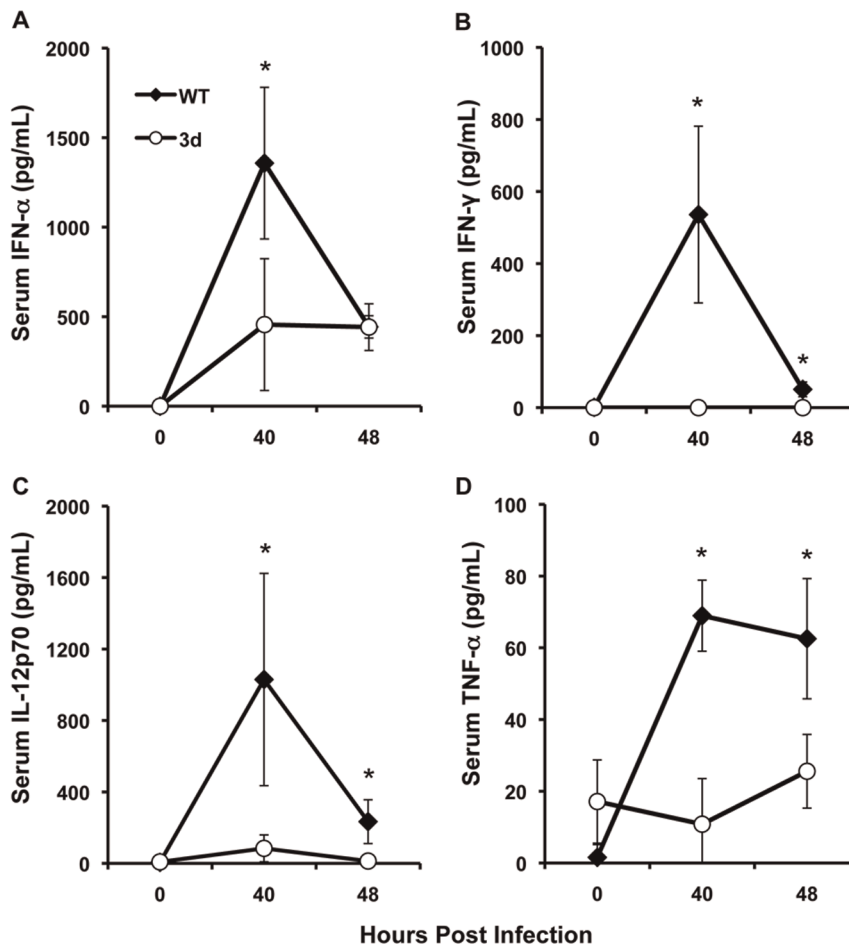 A
Serum IFN-α (pg/mL)
2000
1500
1000
500
0
*
WT
3d
0 40 48
B
Serum IFN-γ (pg/mL)
1000
800
600
400
200
0
*
*
0 40 48
C
Serum IL-12p70 (pg/mL)
2000
1600
1200
800
400
0
*
*
0 40 48
D
Serum TNF-α (pg/mL)
100
80
60
40
20
0
*
*
0 40 48
Hours Post Infection